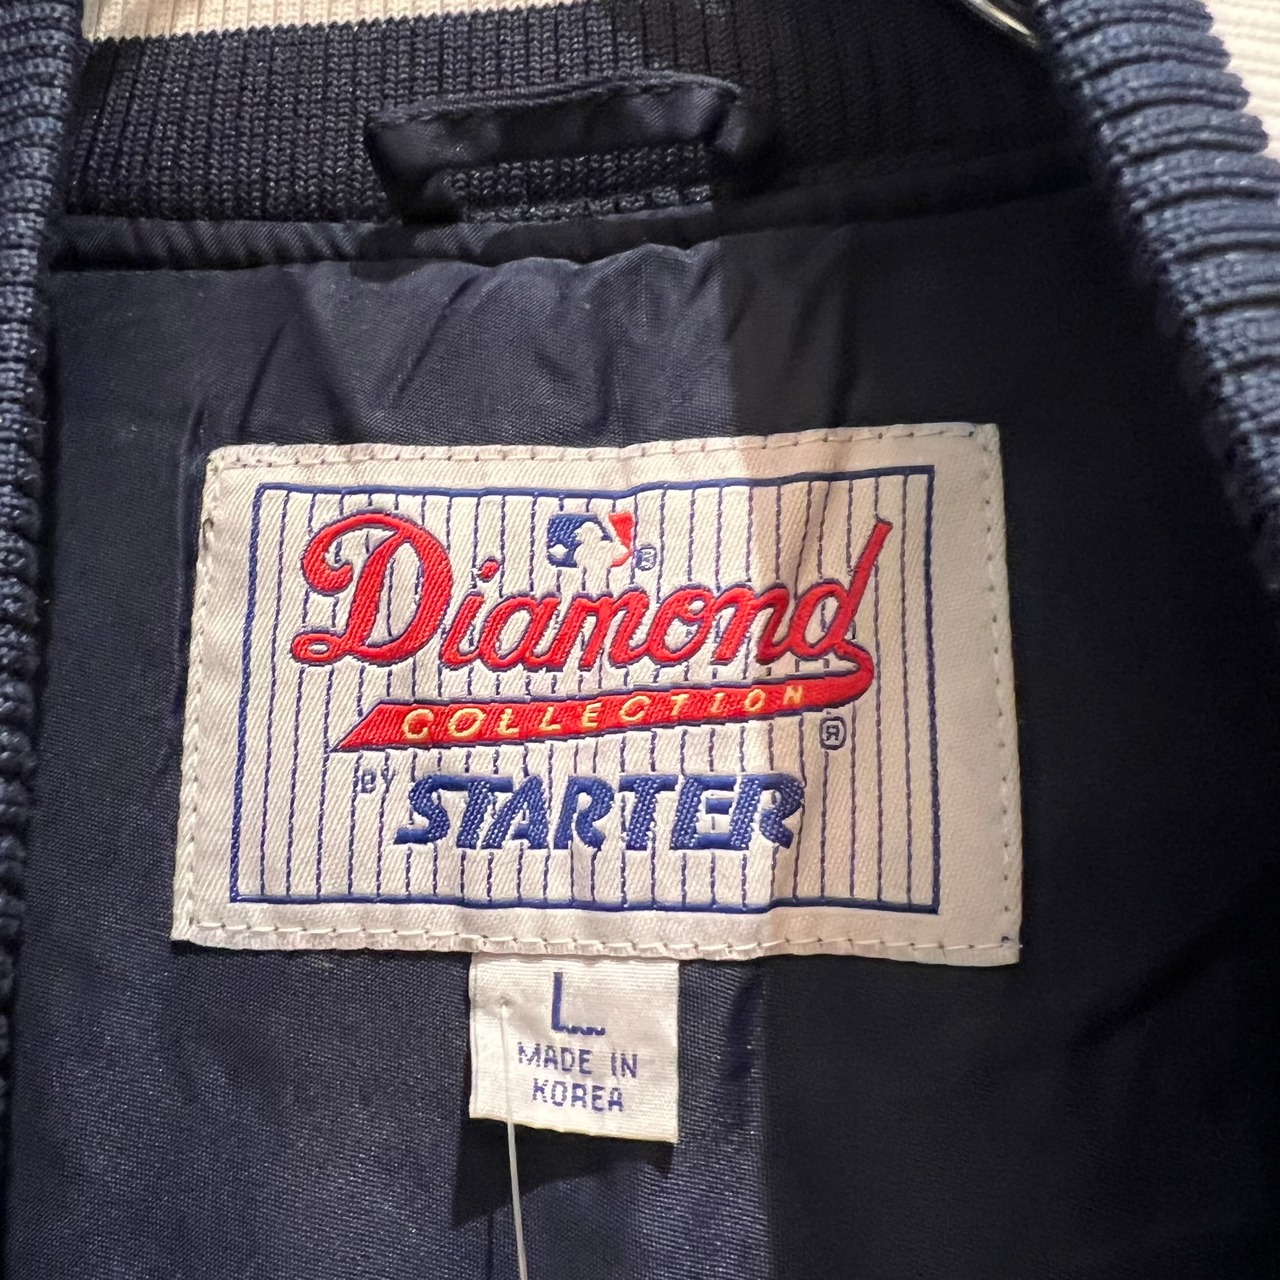 ®
Diamond
COLLECTION
®
BY STARTER
L
MADE IN
KOREA